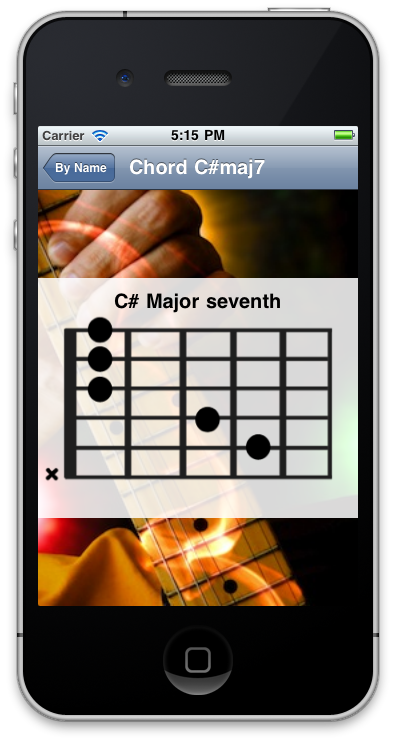 Carrier 5:15 PM
By Name Chord C#maj7
C# Major seventh
x